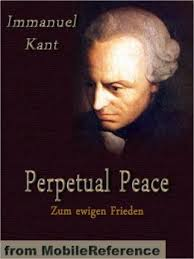 Immanuel
Kant
Perpetual Peace
Zum ewigen Frieden
from MobileReference